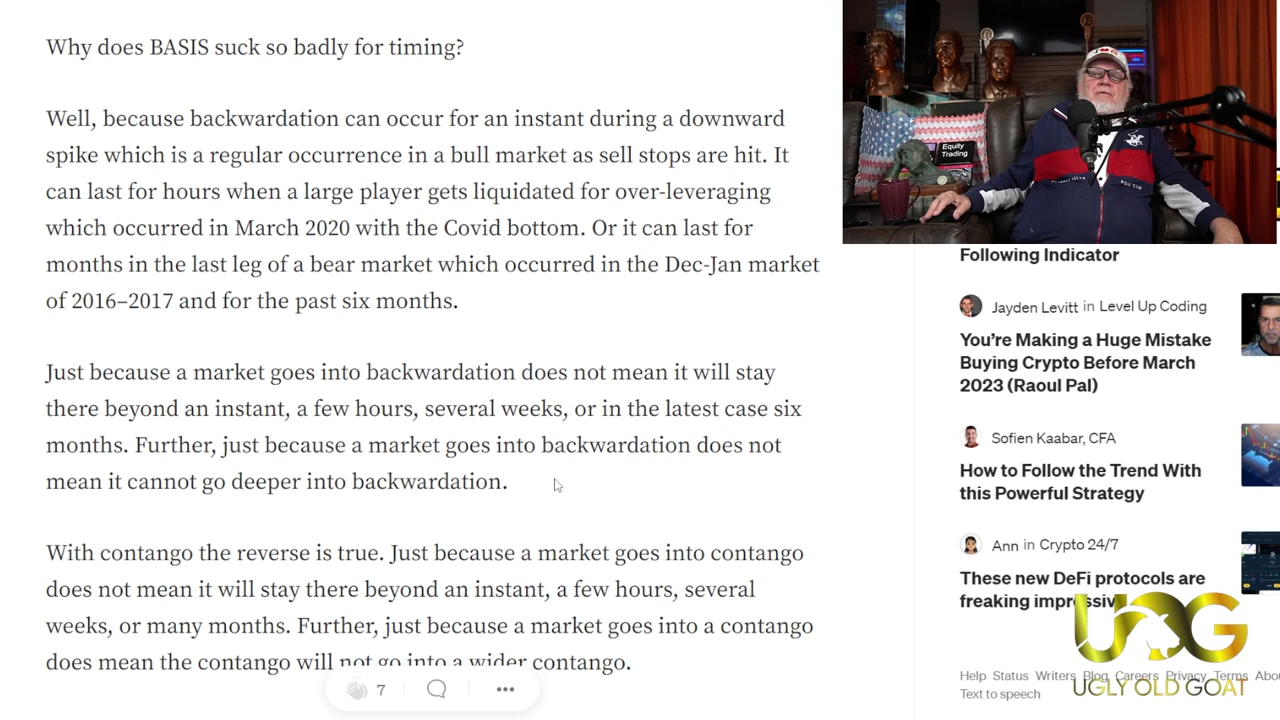 Why does BASIS suck so badly for timing?
Well, because backwardation can occur for an instant during a downward
spike which is a regular occurrence in a bull market as sell stops are hit. It
can last for hours when a large player gets liquidated for over-leveraging
which occurred in March 2020 with the Covid bottom. Or it can last for
months in the last leg of a bear market which occurred in the Dec-Jan market
of 2016–2017 and for the past six months.
Just because a market goes into backwardation does not mean it will stay
there beyond an instant, a few hours, several weeks, or in the latest case six
months. Further, just because a market goes into backwardation does not
mean it cannot go deeper into backwardation.
With contango the reverse is true. Just because a market goes into contango
does not mean it will stay there beyond an instant, a few hours, several
weeks, or many months. Further, just because a market goes into a contango
does mean the contango will not go into a wider contango.
7
Equity
Trading
Following Indicator
Jayden Levitt in Level Up Coding
You’re Making a Huge Mistake
Buying Crypto Before March
2023 (Raoul Pal)
Sofien Kaabar, CFA
How to Follow the Trend With
this Powerful Strategy
Ann in Crypto 24/7
These new DeFi protocols are
freaking impressiv
UOG
UGLY OLD GOAT
Help Status Writers Blog Careers Privacy Terms Abou
Text to speech